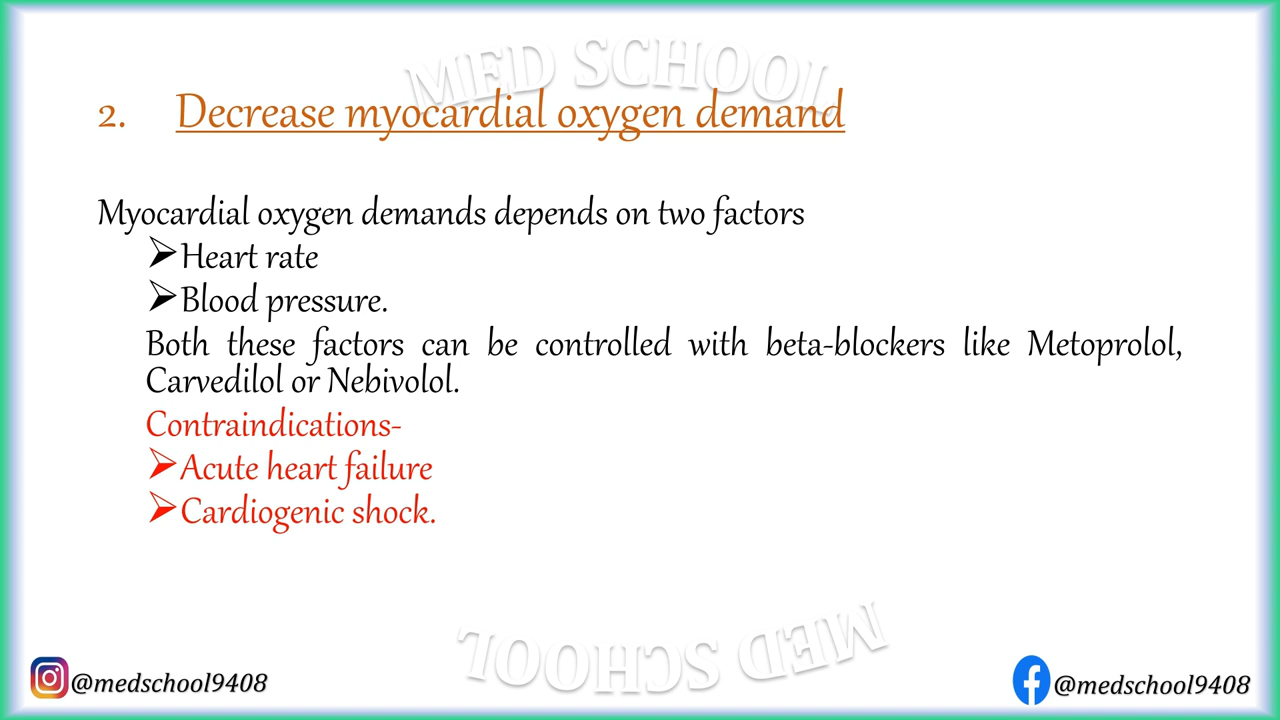 MED SCHOOL
2. Decrease myocardial oxygen demand
Myocardial oxygen demands depends on two factors
➢Heart rate
➢Blood pressure.
Both these factors can be controlled with beta-blockers like Metoprolol,
Carvedilol or Nebivolol.
Contraindications-
➢Acute heart failure
➢Cardiogenic shock.
MED SCHOOL
@medschool9408
@medschool9408